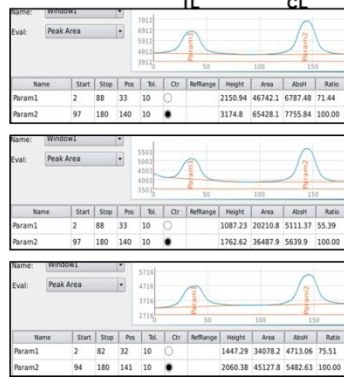 TL CL
Name: Window1
Eval: Peak Area
7912
6912
5912
4912
3912
Param1
Param2
50 100 150
Name Start Stop Pos Tol. Ctr RefRange Height Area AbsH Ratio
Param1 2 88 33 10 2150.94 46742.1 6787.48 71.44
Param2 97 180 140 10 3174.8 65428.1 7755.84 100.00
Name: Window1
Eval: Peak Area
5503
5003
4503
4003
3503
Param1
Param2
50 100 150
Name Start Stop Pos Tol. Ctr RefRange Height Area AbsH Ratio
Param1 2 88 33 10 1087.23 20210.8 5111.37 55.39
Param2 97 180 140 10 1762.62 36487.9 5639.9 100.00
Name: Window1
Eval: Peak Area
5716
4716
3716
2716
Param1
Param2
50 100 150
Name Start Stop Pos Tol. Ctr RefRange Height Area AbsH Ratio
Param1 2 82 32 10 1447.29 34078.2 4713.06 75.51
Param2 94 180 141 10 2060.38 45127.8 5482.63 100.00